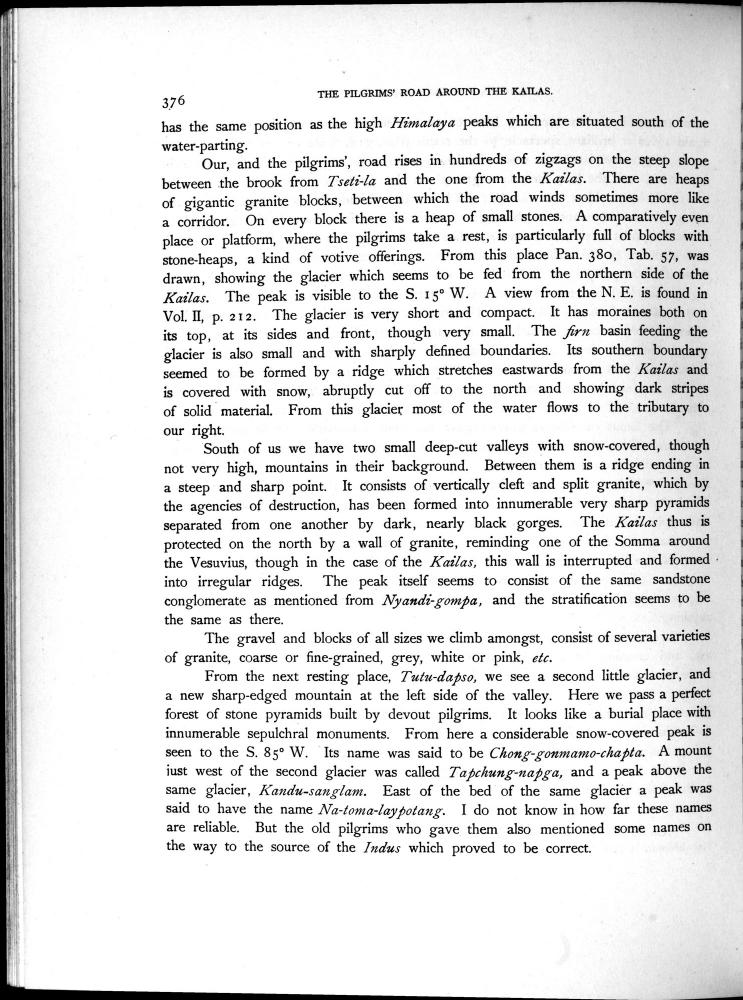 376
THE PILGRIMS' ROAD AROUND THE KAILAS.
has the same position as the high Himalaya peaks which are situated south of the
water-parting.
Our, and the pilgrims', road rises in hundreds of zigzags on the steep slope
between the brook from Tseti-la and the one from the Kailas. There are heaps
of gigantic granite blocks, between which the road winds sometimes more like
a corridor. On every block there is a heap of small stones. A comparatively even
place or platform, where the pilgrims take a rest, is particularly full of blocks with
stone-heaps, a kind of votive offerings. From this place Pan. 380, Tab. 57, was
drawn, showing the glacier which seems to be fed from the northern side of the
Kailas. The peak is visible to the S. 15° W. A view from the N. E. is found in
Vol. II, p. 212. The glacier is very short and compact. It has moraines both on
its top, at its sides and front, though very small. The firn basin feeding the
glacier is also small and with sharply defined boundaries. Its southern boundary
seemed to be formed by a ridge which stretches eastwards from the Kailas and
is covered with snow, abruptly cut off to the north and showing dark stripes
of solid material. From this glacier most of the water flows to the tributary to
our right.
South of us we have two small deep-cut valleys with snow-covered, though
not very high, mountains in their background. Between them is a ridge ending in
a steep and sharp point. It consists of vertically cleft and split granite, which by
the agencies of destruction, has been formed into innumerable very sharp pyramids
separated from one another by dark, nearly black gorges. The Kailas thus is
protected on the north by a wall of granite, reminding one of the Somma around
the Vesuvius, though in the case of the Kailas, this wall is interrupted and formed
into irregular ridges. The peak itself seems to consist of the same sandstone
conglomerate as mentioned from Nyandi-gompa, and the stratification seems to be
the same as there.
The gravel and blocks of all sizes we climb amongst, consist of several varieties
of granite, coarse or fine-grained, grey, white or pink, etc.
From the next resting place, Tutu-dapso, we see a second little glacier, and
a new sharp-edged mountain at the left side of the valley. Here we pass a perfect
forest of stone pyramids built by devout pilgrims. It looks like a burial place with
innumerable sepulchral monuments. From here a considerable snow-covered peak is
seen to the S. 85° W. Its name was said to be Chong-gonmamo-chapta. A mount
just west of the second glacier was called Tapchung-napga, and a peak above the
same glacier, Kandu-sanglam. East of the bed of the same glacier a peak was
said to have the name Na-toma-laypotang. I do not know in how far these names
are reliable. But the old pilgrims who gave them also mentioned some names on
the way to the source of the Indus which proved to be correct.